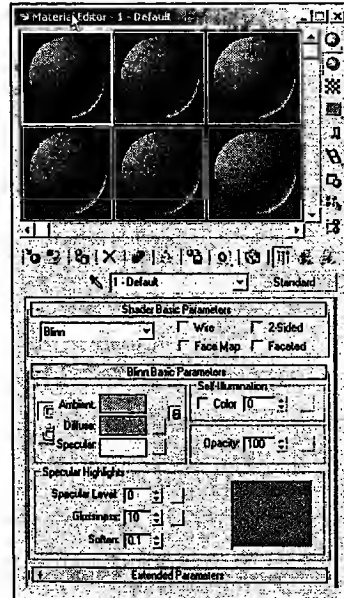 Material Editor - 1 - Default
1 - Default Standard
Shader Basic Parameters
Blinn Wire 2-Sided
Face Map Faceted
Blinn Basic Parameters
Self-Illumination
Ambient: Color 0
Diffuse:
Specular: Opacity: 100
Specular Highlights
Specular Level: 0
Glossiness: 10
Soften: 0.1
Extended Parameters